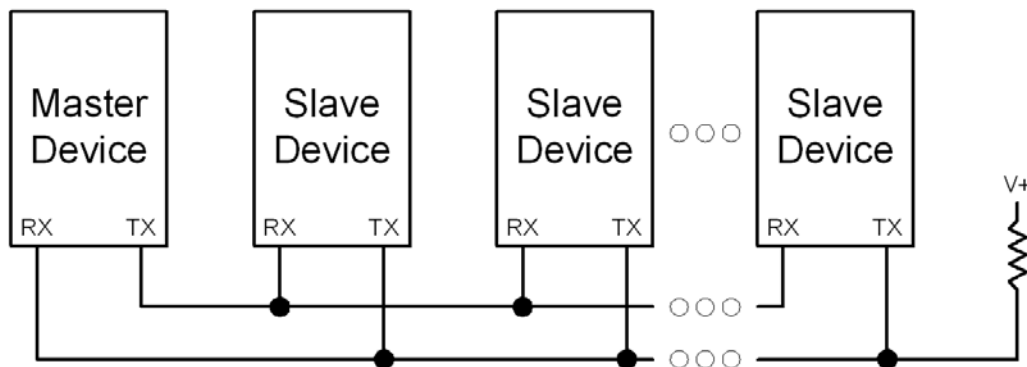 Master
Device
Slave
Device
Slave
Device
Slave
Device
RX TX
RX TX
RX TX
RX TX
V+